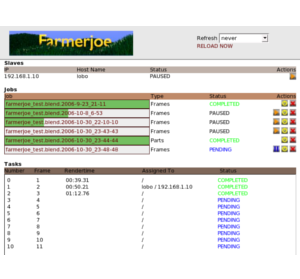 Farmerjoe
Refresh never
RELOAD NOW
Slaves
IP Host Name Status Actions
192.168.1.10 lobo PAUSED
Jobs
Job Type Status Actions
farmerjoe_test.blend.2006-9-23_21-11 Frames COMPLETED
farmerjoe_test.blend.2006-10-8_6-53 Frames PAUSED
farmerjoe_test.blend.2006-10-30_22-10-10 Frames PAUSED
farmerjoe_test.blend.2006-10-30_23-43-43 Frames PAUSED
farmerjoe_test.blend.2006-10-30_23-44-44 Parts COMPLETED
farmerjoe_test.blend.2006-10-30_23-48-48 Frames PENDING
Tasks
Number Frame Rendertime Assigned To Status
0 1 00:39.31 / COMPLETED
1 2 00:50.21 lobo / 192.168.1.10 COMPLETED
2 3 01:12.76 / COMPLETED
3 4 / PENDING
4 5 / PENDING
5 6 / PENDING
6 7 / PENDING
7 8 / PENDING
8 9 / PENDING
9 10 / PENDING
10 11 / PENDING